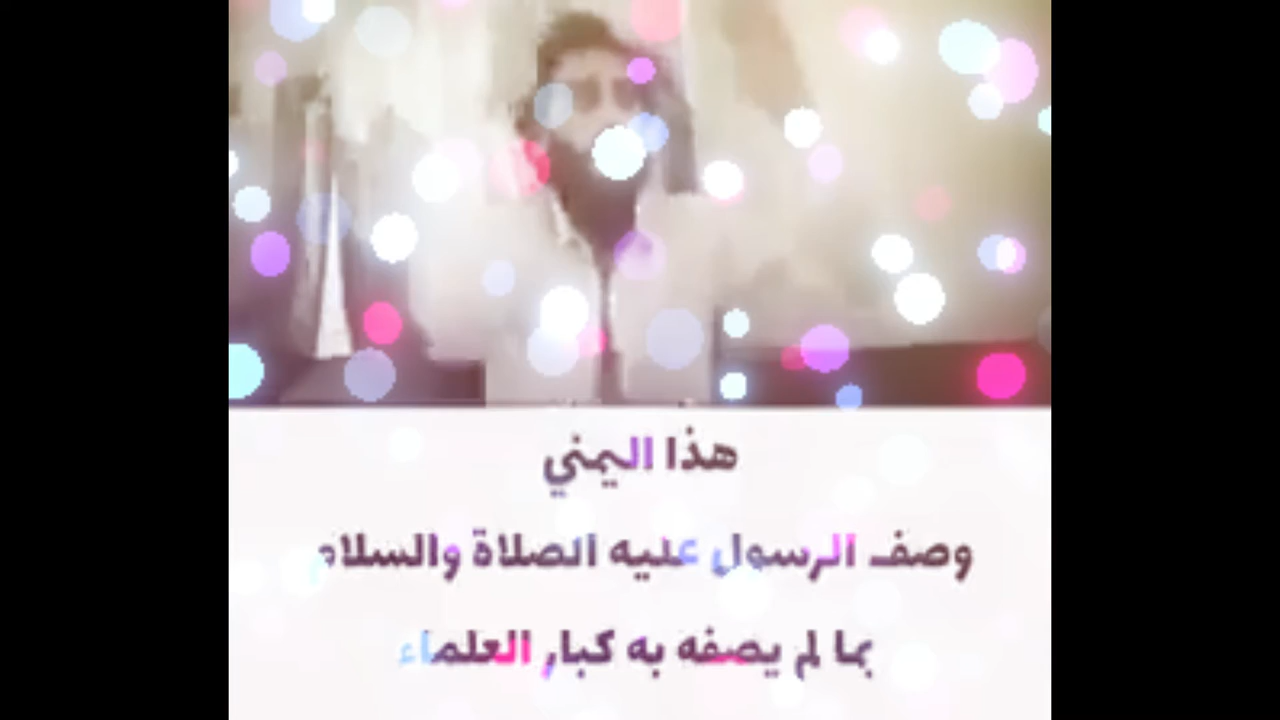 هذا اليمني
وصف الرسول عليه الصلاة والسلام
بما لم يصفه به كبار العلماء